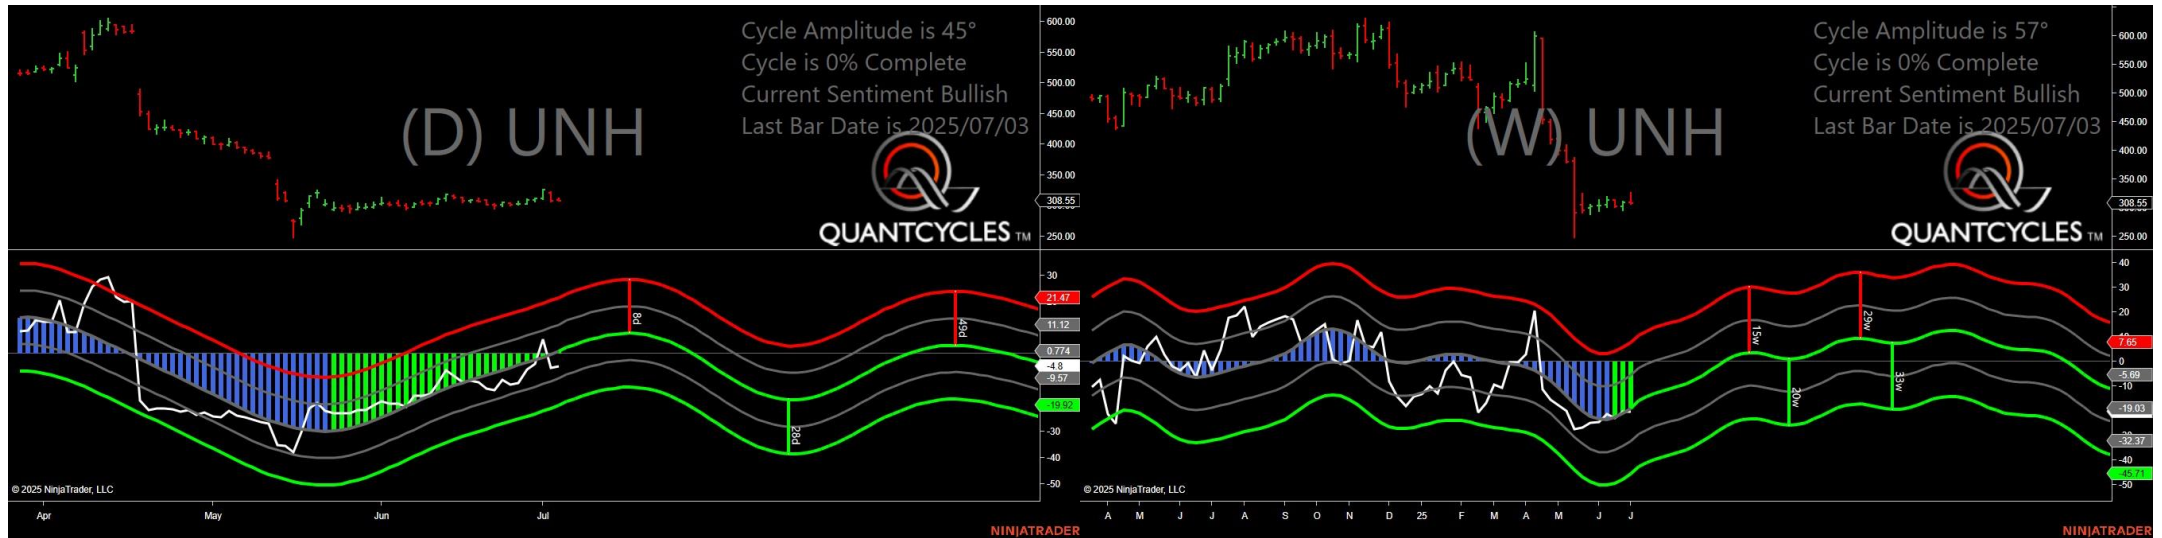 Cycle Amplitude is 45°
Cycle is 0% Complete
Current Sentiment Bullish
Last Bar Date is 2025/07/03
(D) UNH
QUANTCYCLES TM
600.00
550.00
500.00
450.00
400.00
350.00
308.55
250.00
30
21.47
11.12
0.774
-4.8
-9.57
-19.92
-30
-40
-50
8d
28d
49d
© 2025 NinjaTrader, LLC
Apr May Jun Jul
NINJATRADER
Cycle Amplitude is 57°
Cycle is 0% Complete
Current Sentiment Bullish
Last Bar Date is 2025/07/03
(W) UNH
QUANTCYCLES TM
600.00
550.00
500.00
450.00
400.00
350.00
308.55
250.00
40
30
20
7.65
0
-5.69
-10
-19.03
-32.37
-40
-45.71
-50
15w
20w
29w
33w
© 2025 NinjaTrader, LLC
A M J J A S O N D 25 F M A M J J
NINJATRADER